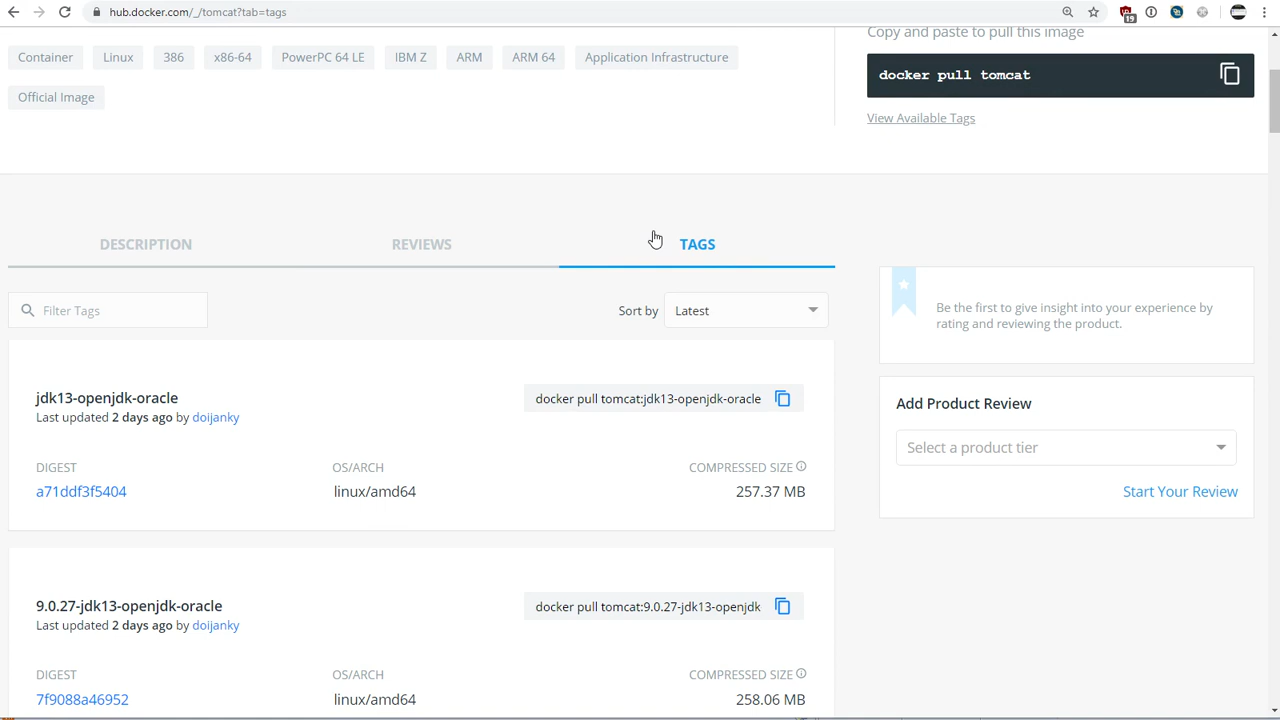 hub.docker.com/_/tomcat?tab=tags
19
Copy and paste to pull this image
Container Linux 386 x86-64 PowerPC 64 LE IBM Z ARM ARM 64 Application Infrastructure
Official Image
docker pull tomcat
View Available Tags
DESCRIPTION REVIEWS TAGS
Filter Tags
Sort by Latest
Be the first to give insight into your experience by
rating and reviewing the product.
jdk13-openjdk-oracle
docker pull tomcat:jdk13-openjdk-oracle
Last updated 2 days ago by doijanky
Add Product Review
Select a product tier
Start Your Review
DIGEST OS/ARCH COMPRESSED SIZE
a71ddf3f5404 linux/amd64 257.37 MB
9.0.27-jdk13-openjdk-oracle
docker pull tomcat:9.0.27-jdk13-openjdk
Last updated 2 days ago by doijanky
DIGEST OS/ARCH COMPRESSED SIZE
7f9088a46952 linux/amd64 258.06 MB